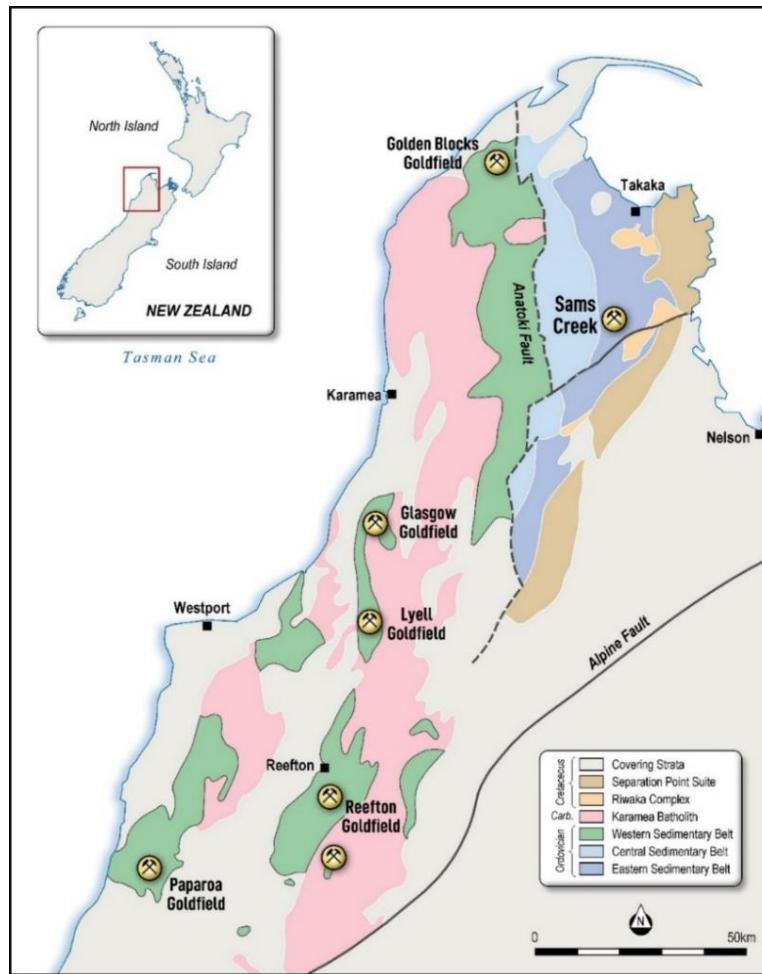 North Island
South Island
NEW ZEALAND
Tasman Sea
Golden Blocks
Goldfield
Takaka
Anatoki Fault
Sams
Creek
Karamea
Nelson
Glasgow
Goldfield
Westport
Lyell
Goldfield
Alpine Fault
Reefton
Reefton
Goldfield
Paparoa
Goldfield
Cretaceous
Covering Strata
Separation Point Suite
Riwaka Complex
Carb.
Karamea Batholith
Ordovician
Western Sedimentary Belt
Central Sedimentary Belt
Eastern Sedimentary Belt
N
0 50km